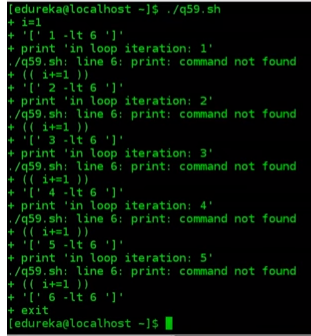 [edureka@localhost ~]$ ./q59.sh
+ i=1
+ '[' 1 -lt 6 ']'
+ print 'in loop iteration: 1'
./q59.sh: line 6: print: command not found
+ (( i+=1 ))
+ '[' 2 -lt 6 ']'
+ print 'in loop iteration: 2'
./q59.sh: line 6: print: command not found
+ (( i+=1 ))
+ '[' 3 -lt 6 ']'
+ print 'in loop iteration: 3'
./q59.sh: line 6: print: command not found
+ (( i+=1 ))
+ '[' 4 -lt 6 ']'
+ print 'in loop iteration: 4'
./q59.sh: line 6: print: command not found
+ (( i+=1 ))
+ '[' 5 -lt 6 ']'
+ print 'in loop iteration: 5'
./q59.sh: line 6: print: command not found
+ (( i+=1 ))
+ '[' 6 -lt 6 ']'
+ exit
[edureka@localhost ~]$